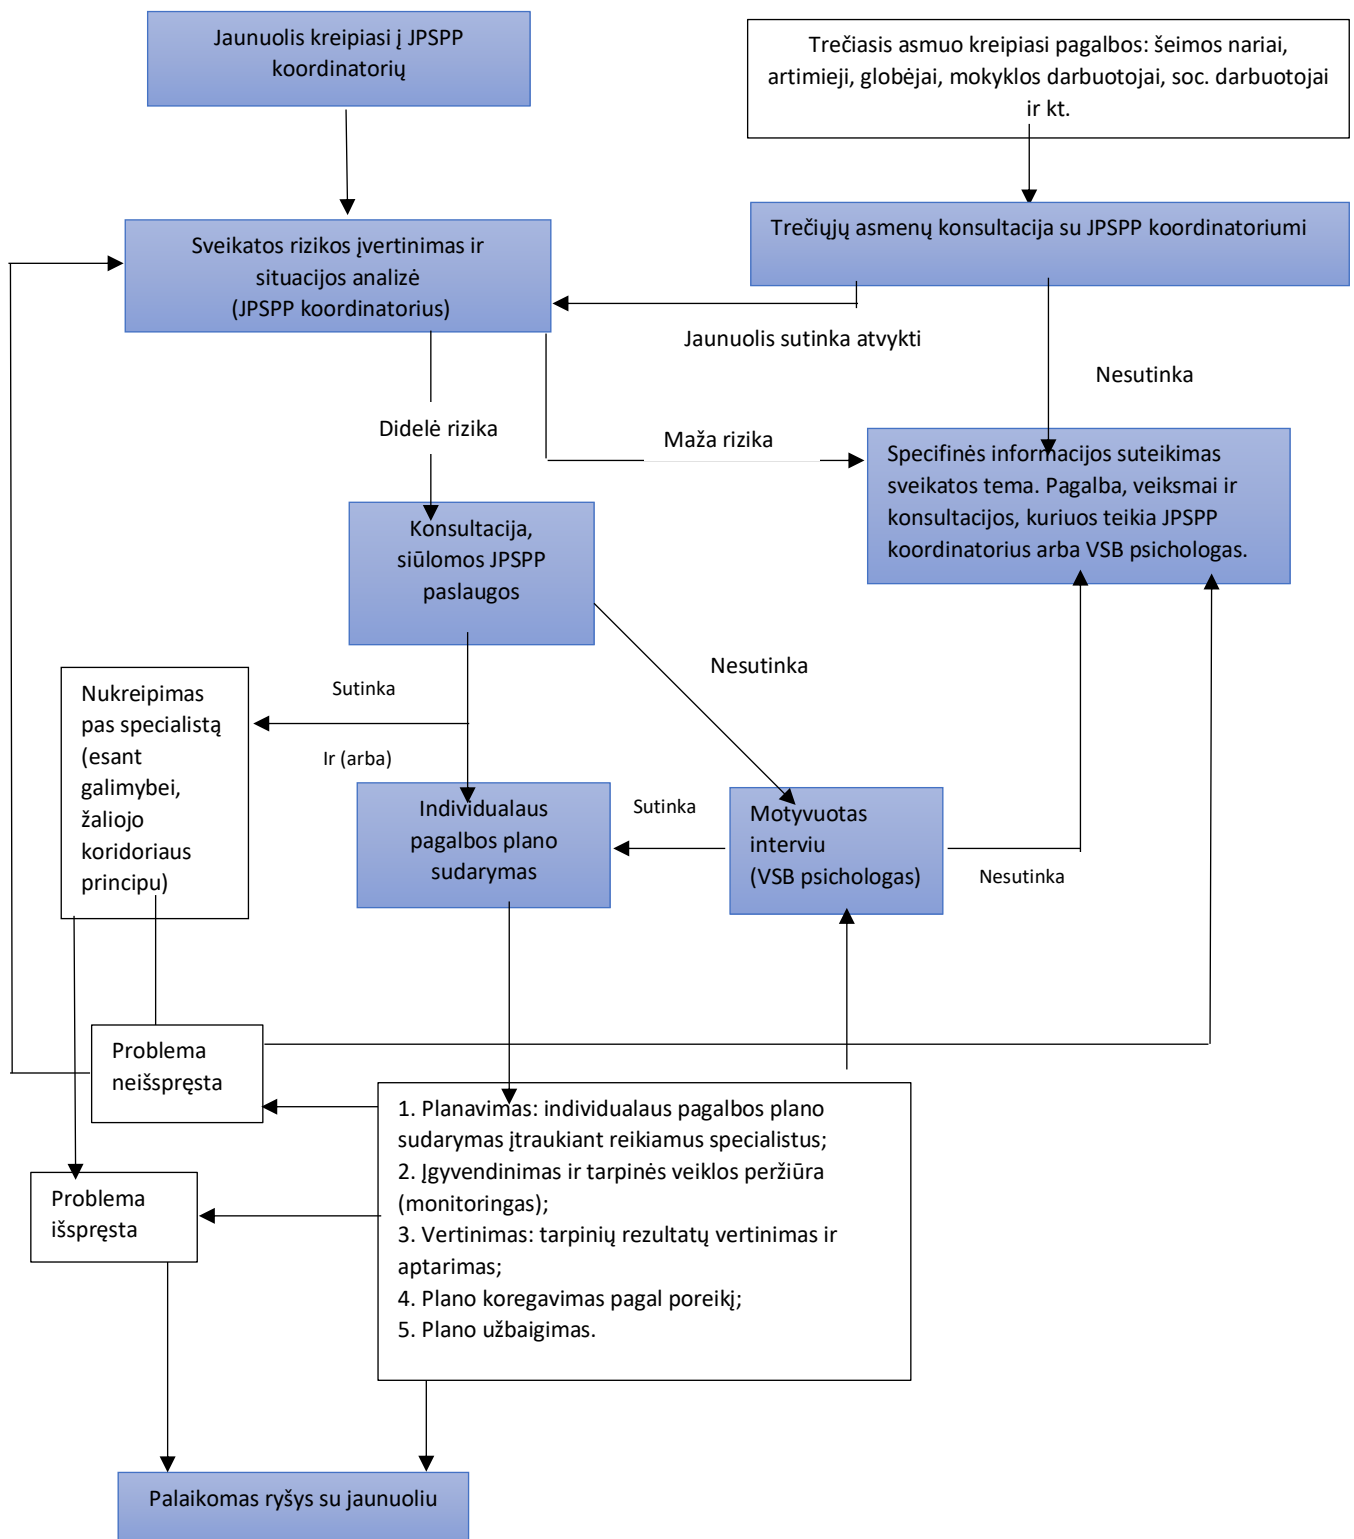 Jaunuolis kreipiasi į JPSPP
koordinatorių
Trečiasis asmuo kreipiasi pagalbos: šeimos nariai,
artimieji, globėjai, mokyklos darbuotojai, soc. darbuotojai
ir kt.
Sveikatos rizikos įvertinimas ir
situacijos analizė
(JPSPP koordinatorius)
Trečiųjų asmenų konsultacija su JPSPP koordinatoriumi
Jaunuolis sutinka atvykti
Nesutinka
Didelė rizika
Maža rizika
Specifinės informacijos suteikimas
sveikatos tema. Pagalba, veiksmai ir
konsultacijos, kuriuos teikia JPSPP
koordinatorius arba VSB psichologas.
Konsultacija,
siūlomos JPSPP
paslaugos
Nesutinka
Sutinka
Nukreipimas
pas specialistą
(esant
galimybei,
žaliojo
koridoriaus
principu)
Ir (arba)
Individualaus
pagalbos plano
sudarymas
Sutinka
Motyvuotas
interviu
(VSB psichologas)
Nesutinka
Problema
neišspręsta
Problema
išspręsta
1. Planavimas: individualaus pagalbos plano
sudarymas įtraukiant reikiamus specialistus;
2. Įgyvendinimas ir tarpinės veiklos peržiūra
(monitoringas);
3. Vertinimas: tarpinių rezultatų vertinimas ir
aptarimas;
4. Plano koregavimas pagal poreikį;
5. Plano užbaigimas.
Palaikomas ryšys su jaunuoliu